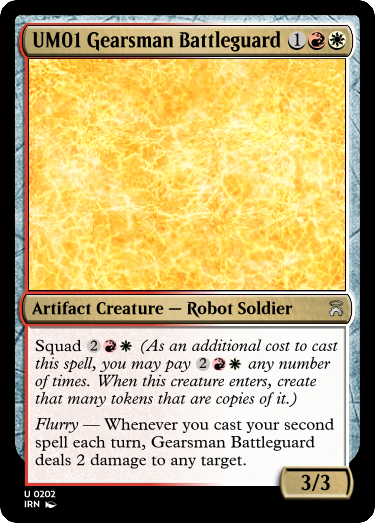 UM01 Gearsman Battleguard 1
Artifact Creature — Robot Soldier
Squad 2 (As an additional cost to cast
this spell, you may pay 2 any number
of times. When this creature enters, create
that many tokens that are copies of it.)
Flurry — Whenever you cast your second
spell each turn, Gearsman Battleguard
deals 2 damage to any target.
3/3
U 0202
IRN